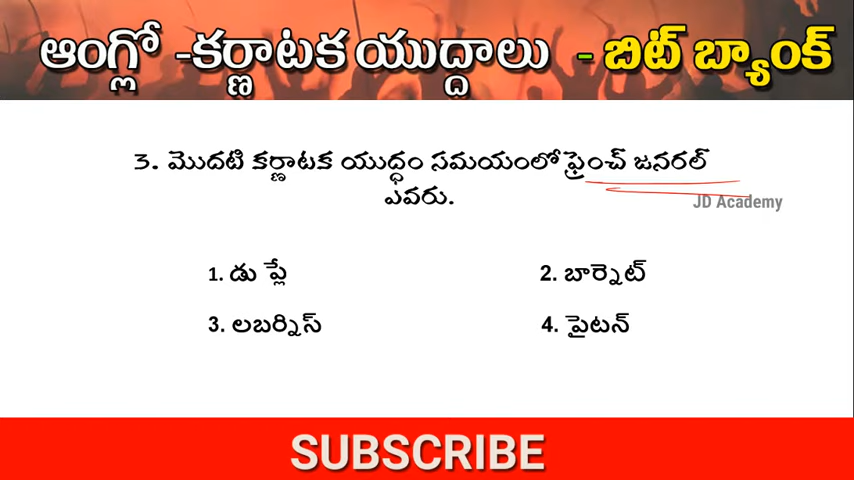 ఆంగ్లో -కర్ణాటక యుద్దాలు - బిట్ బ్యాంక్
3. మొదటి కర్ణాటక యుద్ధం సమయంలో ఫ్రెంచ్ జనరల్
ఎవరు.
JD Academy
1. డు ప్లే
2. బార్నెట్
3. లబర్నిస్
4. పైటన్
SUBSCRIBE